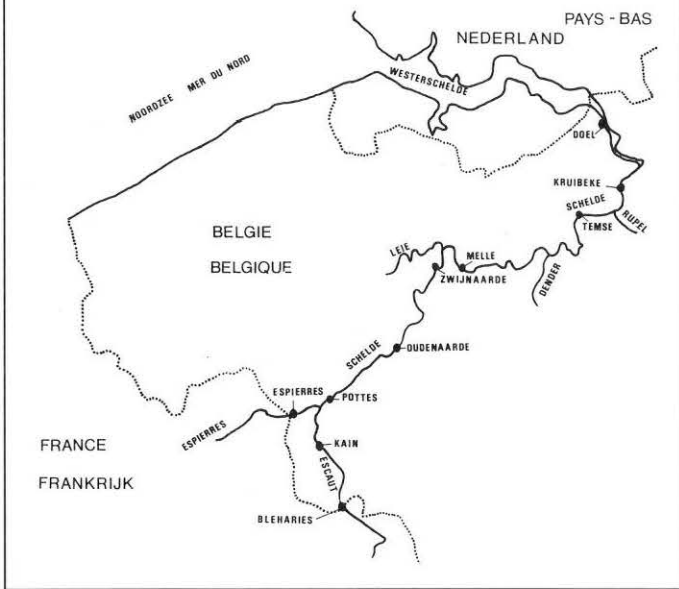 PAYS - BAS
NEDERLAND
WESTERSCHELDE
NOORDZEE MER DU NORD
DOEL
KRUIBEKE
SCHELDE
RUPEL
TEMSE
BELGIE
BELGIQUE
LEIE
MELLE
ZWIJNAARDE
DENDER
SCHELDE
OUDENAARDE
ESPIERRES
POTTES
ESPIERRES
KAIN
FRANCE
FRANKRIJK
ESCAUT
BLEHARIES